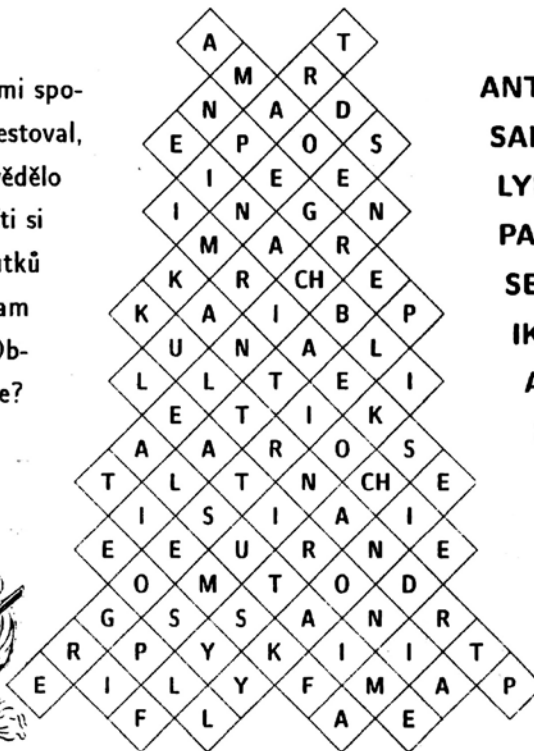 mi spo-
estoval,
ědělo
ti si
tků
am
Ob-
e?
A T
M R
N A D
E P O S
I E E
I N G N
M A R
K R CH E
K A I B P
U N A L
L L T E I
E T I K
A A R O S
T L T N CH E
I S I A I
E E U R N E
O M T O D
G S S A N R
R P Y K I I T
E I L Y F M A P
F L A E
ANT
SA
LY
PA
SE
IK
A